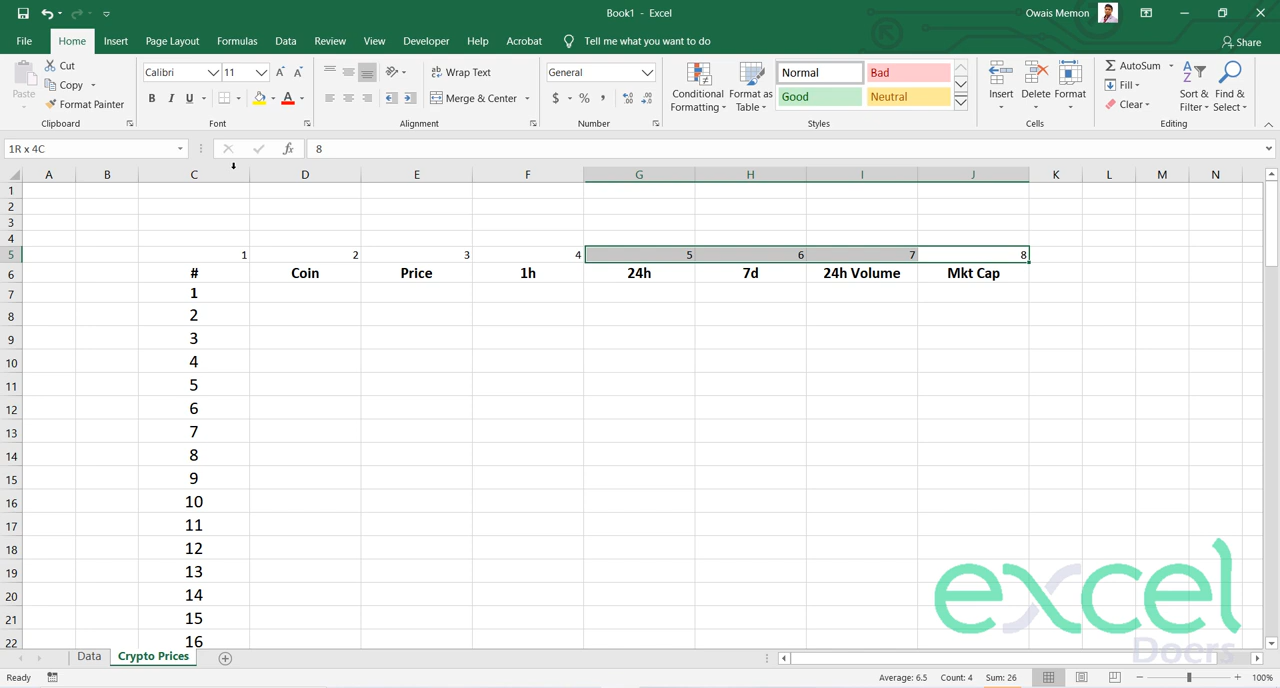 Book1 - Excel
Owais Memon
File Home Insert Page Layout Formulas Data Review View Developer Help Acrobat Tell me what you want to do
Share
Paste
Cut
Copy
Format Painter
Clipboard
Calibri 11
B I U
Font
Wrap Text
Merge & Center
Alignment
General
$ % ,
Number
Conditional Formatting
Format as Table
Normal Bad
Good Neutral
Styles
Insert Delete Format
Cells
AutoSum
Fill
Clear
Sort & Filter
Find & Select
Editing
1R x 4C
fx 8
A B C D E F G H I J K L M N
1
2
3
4
5 1 2 3 4 5 6 7 8
6 # Coin Price 1h 24h 7d 24h Volume Mkt Cap
7 1
8 2
9 3
10 4
11 5
12 6
13 7
14 8
15 9
16 10
17 11
18 12
19 13
20 14
21 15
22 16
excel
Doers
Data Crypto Prices
Ready
Average: 6.5 Count: 4 Sum: 26
100%